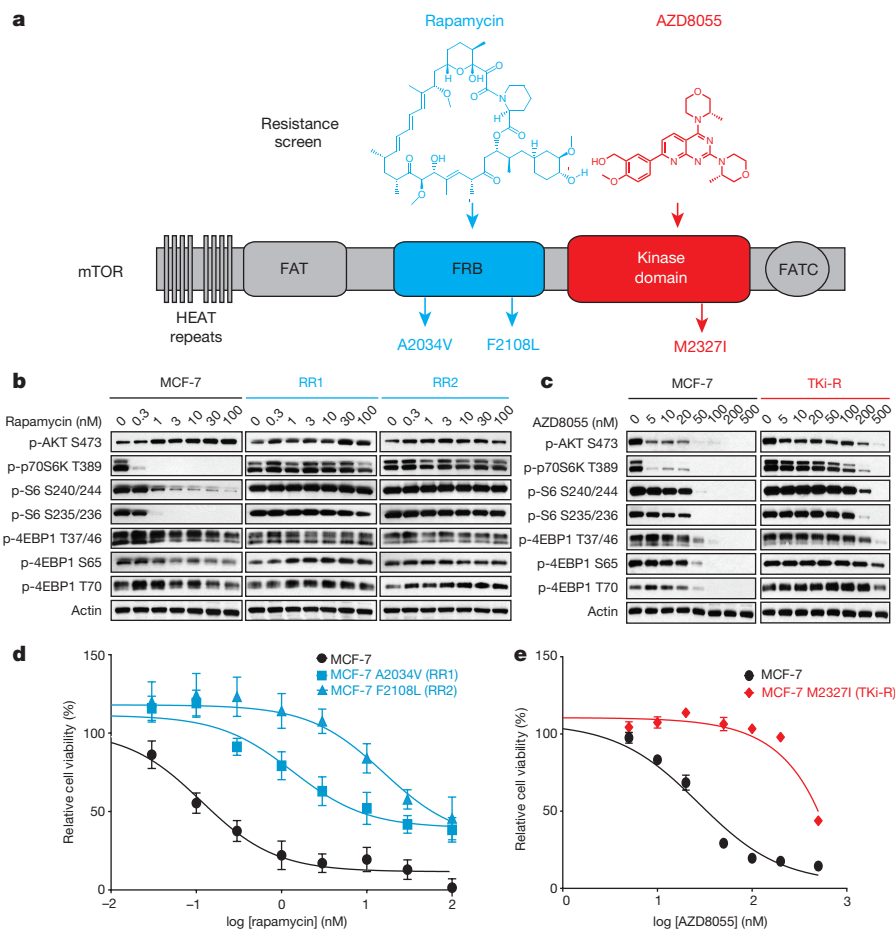 a
Rapamycin
AZD8055
Resistance
screen
H
O
O
OH
O
O
N
H
O
O
O
O
H
O
OH
O
O
O
H
O
N
N
N
N
N
O
HO
O
mTOR
FAT
FRB
Kinase
domain
FATC
HEAT
repeats
A2034V
F2108L
M2327I
b
MCF-7
RR1
RR2
Rapamycin (nM)
0 0.3 1 3 10 30 100
0 0.3 1 3 10 30 100
0 0.3 1 3 10 30 100
p-AKT S473
p-p70S6K T389
p-S6 S240/244
p-S6 S235/236
p-4EBP1 T37/46
p-4EBP1 S65
p-4EBP1 T70
Actin
c
MCF-7
TKi-R
AZD8055 (nM)
0 5 10 20 50 100 200 500
0 5 10 20 50 100 200 500
p-AKT S473
p-p70S6K T389
p-S6 S240/244
p-S6 S235/236
p-4EBP1 T37/46
p-4EBP1 S65
p-4EBP1 T70
Actin
d
MCF-7
MCF-7 A2034V (RR1)
MCF-7 F2108L (RR2)
Relative cell viability (%)
150
100
50
0
−2 −1 0 1 2
log [rapamycin] (nM)
e
MCF-7
MCF-7 M2327I (TKi-R)
Relative cell viability (%)
150
100
50
0
0 1 2 3
log [AZD8055] (nM)